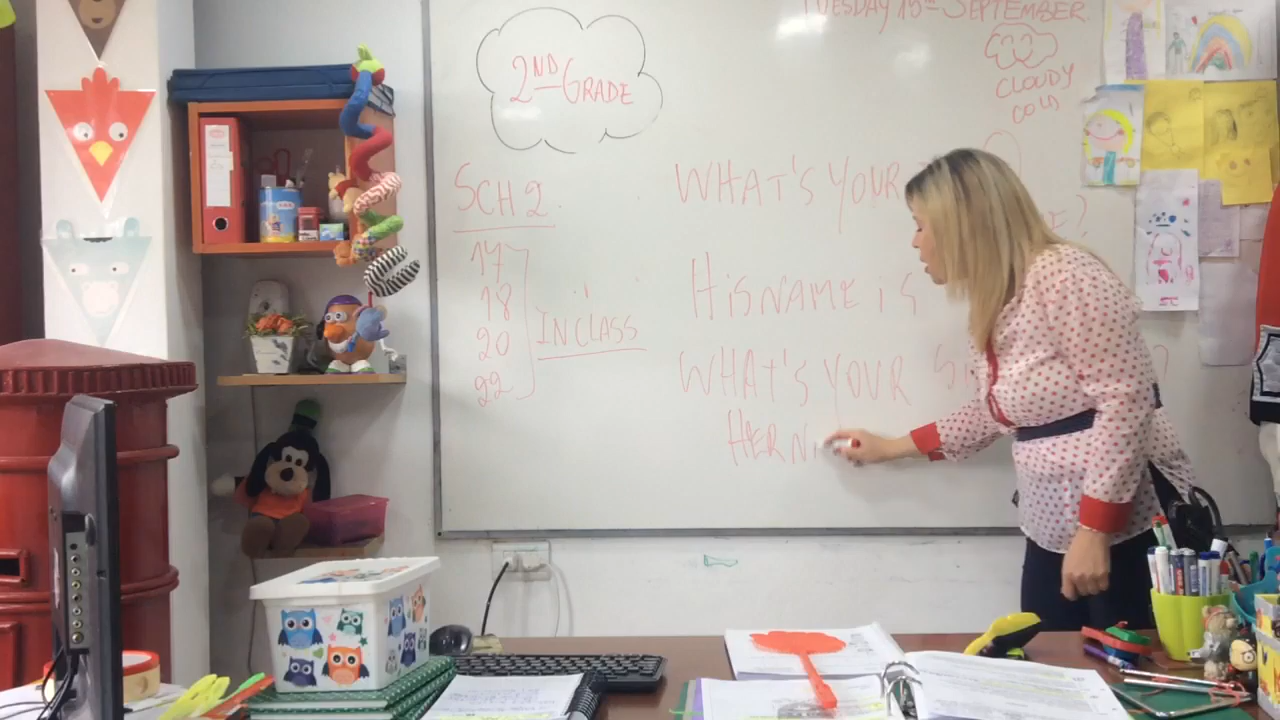 TUESDAY 15TH SEPTEMBER.
CLOUDY
COLD
2ND GRADE
SCH 2
17
18
20
22
IN CLASS
WHAT'S YOUR
HIS NAME IS
WHAT'S YOUR
HER